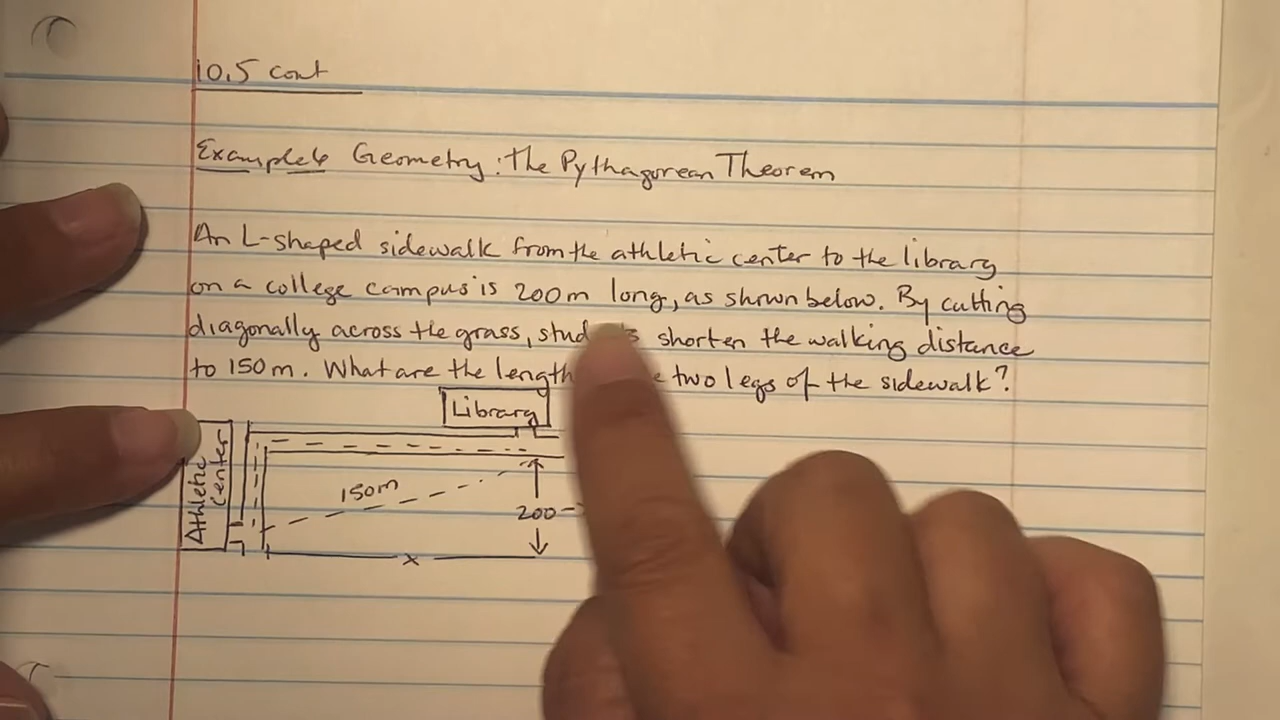 10.5 cont
Example 6 Geometry: The Pythagorean Theorem
An L-shaped sidewalk from the athletic center to the library
on a college campus is 200m long, as shown below. By cutting
diagonally across the grass, stud s shorten the walking distance
to 150m. What are the length e two legs of the sidewalk?
Library
Athletic
Center
150m
200-
x